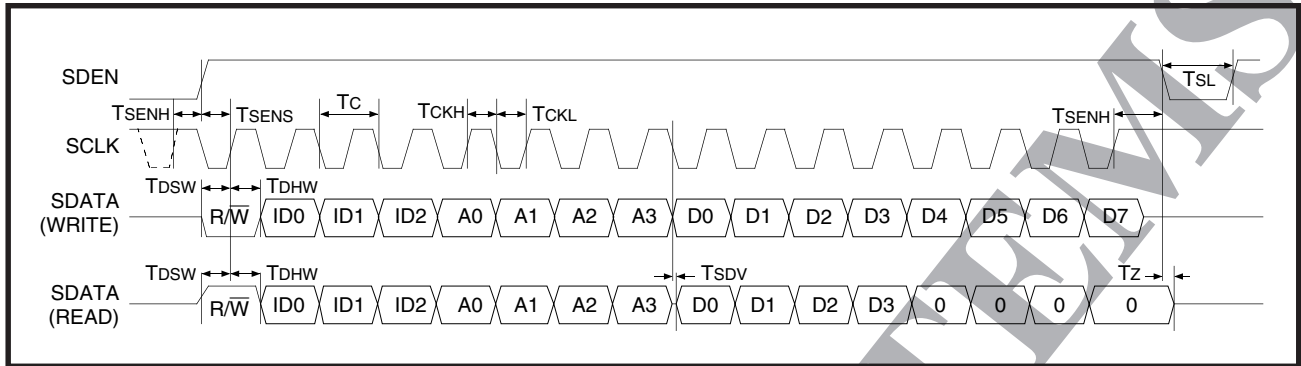 SDEN
TSL
TSENH TSENS TC TCKH TCKL TSENH
SCLK
TDSW TDHW
SDATA
(WRITE)
R/W ID0 ID1 ID2 A0 A1 A2 A3 D0 D1 D2 D3 D4 D5 D6 D7
TDSW TDHW TSDV TZ
SDATA
(READ)
R/W ID0 ID1 ID2 A0 A1 A2 A3 D0 D1 D2 D3 0 0 0 0
TEMS